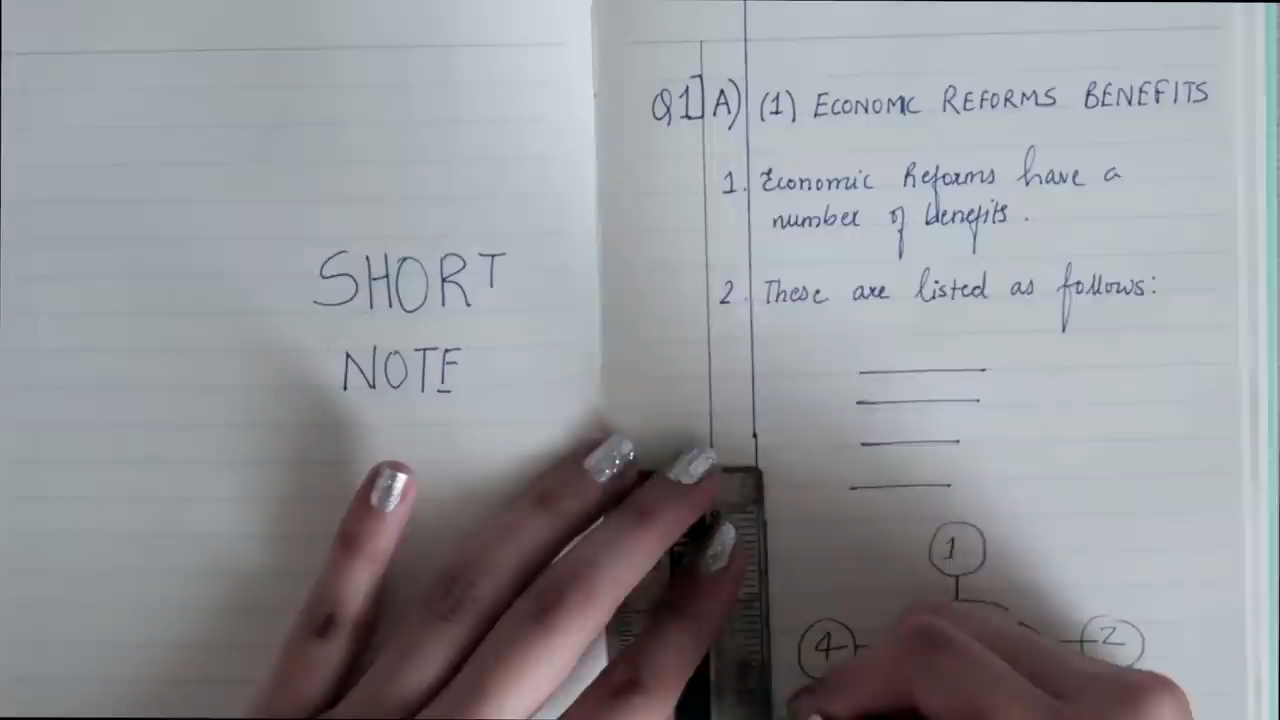 SHORT
NOTE
Q1] A) (1) ECONOMIC REFORMS BENEFITS
1. Economic Reforms have a
number of benefits.
2. These are listed as follows:
1
4
2